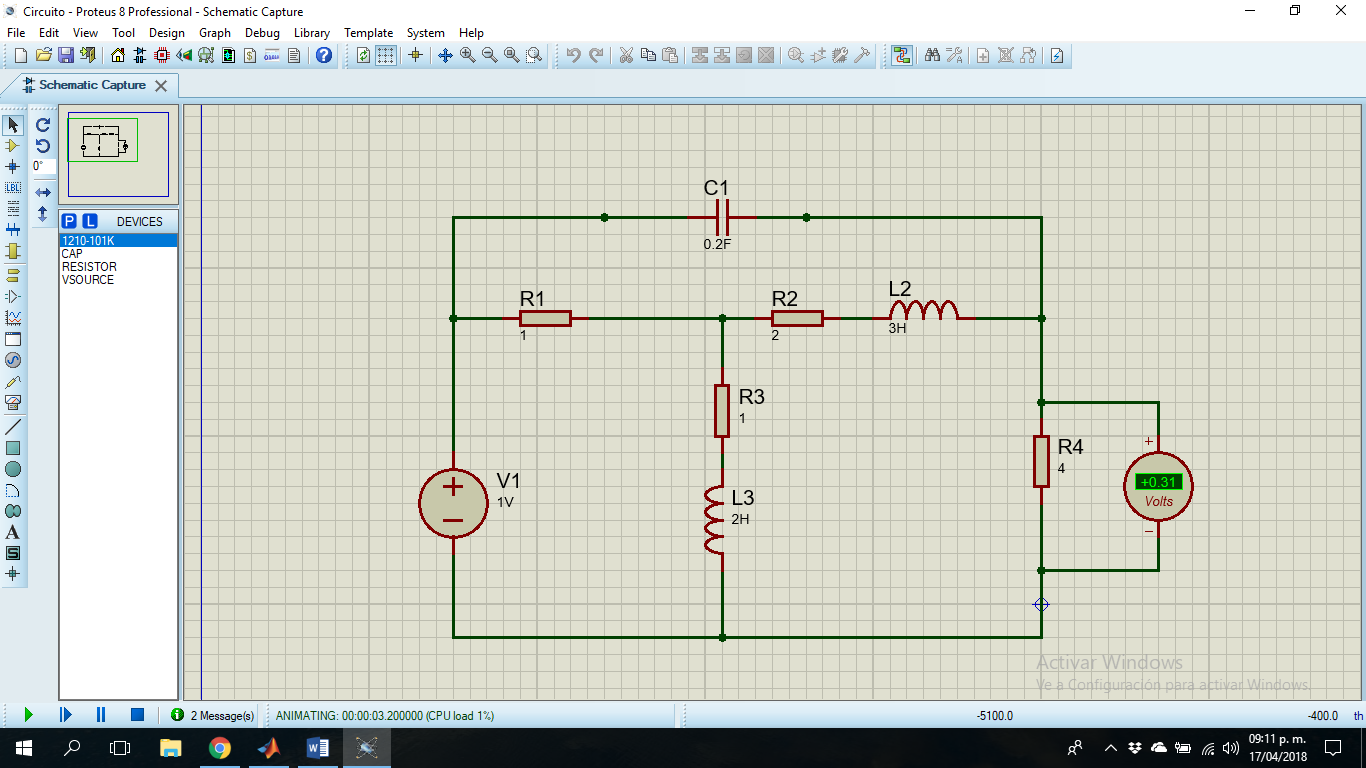 Circuito - Proteus 8 Professional - Schematic Capture
File Edit View Tool Design Graph Debug Library Template System Help
Schematic Capture
0°
LBL
A
S
P L DEVICES
1210-101K
CAP
RESISTOR
VSOURCE
C1
0.2F
R1
1
R2
2
L2
3H
R3
1
R4
4
+
+0.31
Volts
V1
1V
L3
2H
Activar Windows
Ve a Configuración para activar Windows.
2 Message(s)
ANIMATING: 00:00:03.200000 (CPU load 1%)
-5100.0
-400.0
th
09:11 p. m.
17/04/2018